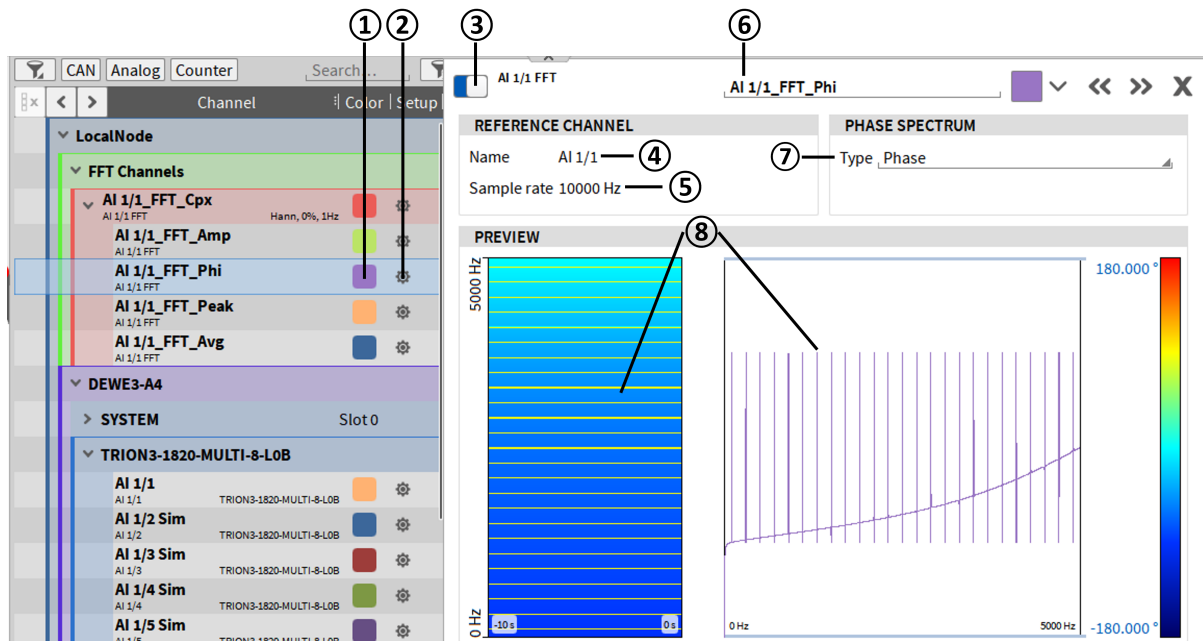 ① ② ③ ⑥
CAN Analog Counter Search...
AI 1/1 FFT
AI 1/1_FFT_Phi
Channel Color Setup
LocalNode
FFT Channels
AI 1/1_FFT_Cpx
AI 1/1 FFT Hann, 0%, 1Hz
AI 1/1_FFT_Amp
AI 1/1 FFT
AI 1/1_FFT_Phi
AI 1/1 FFT
AI 1/1_FFT_Peak
AI 1/1 FFT
AI 1/1_FFT_Avg
AI 1/1 FFT
DEWE3-A4
SYSTEM Slot 0
TRION3-1820-MULTI-8-L0B
AI 1/1
AI 1/1 TRION3-1820-MULTI-8-L0B
AI 1/2 Sim
AI 1/2 TRION3-1820-MULTI-8-L0B
AI 1/3 Sim
AI 1/3 TRION3-1820-MULTI-8-L0B
AI 1/4 Sim
AI 1/4 TRION3-1820-MULTI-8-L0B
AI 1/5 Sim
AI 1/5 TRION3-1820-MULTI-8-L0B
REFERENCE CHANNEL
Name AI 1/1 ④
Sample rate 10000 Hz ⑤
PHASE SPECTRUM
⑦ Type Phase
PREVIEW
⑧
5000 Hz
0 Hz
-10 s 0 s
0 Hz 5000 Hz
180.000 °
-180.000 °